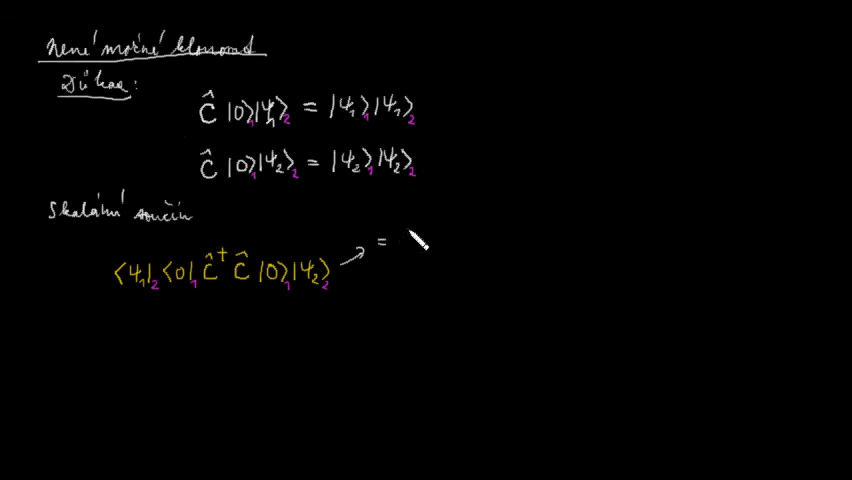 Není možné klonovat
Důkaz:
Ĉ |0⟩₁|ψ₁⟩₂ = |ψ₁⟩₁|ψ₁⟩₂
Ĉ |0⟩₁|ψ₂⟩₂ = |ψ₂⟩₁|ψ₂⟩₂
Skalární součin
⟨ψ₁|₂⟨0|₁ Ĉ† Ĉ |0⟩₁|ψ₂⟩₂ → =